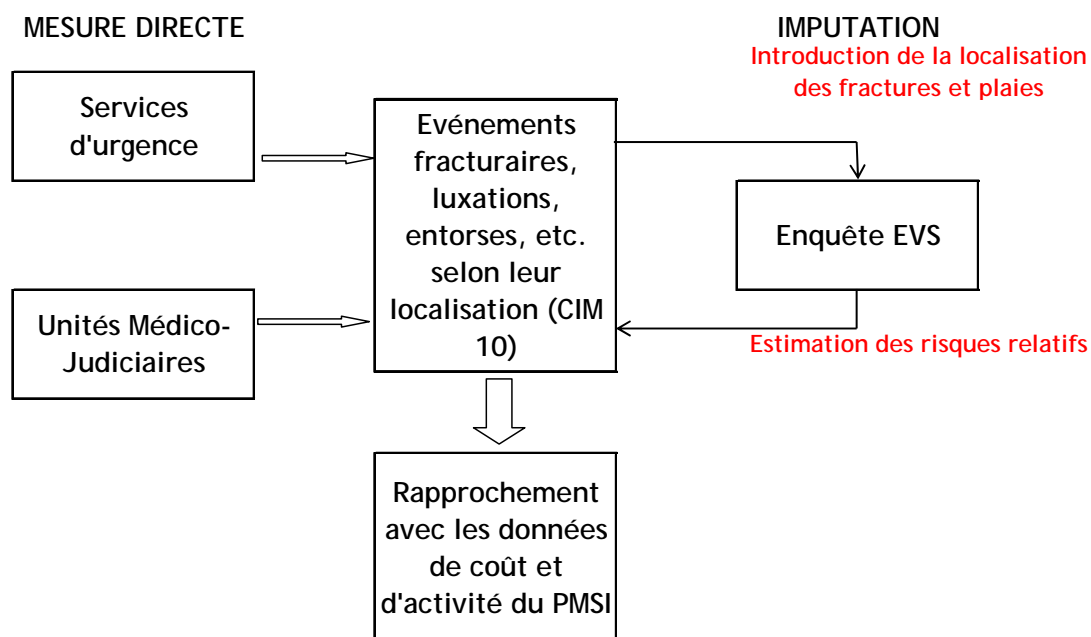 MESURE DIRECTE
IMPUTATION
Introduction de la localisation
des fractures et plaies
Services
d'urgence
Evénements
fracturaires,
luxations,
entorses, etc.
selon leur
localisation (CIM
10)
Enquête EVS
Unités Médico-
Judiciaires
Estimation des risques relatifs
Rapprochement
avec les données
de coût et
d'activité du PMSI